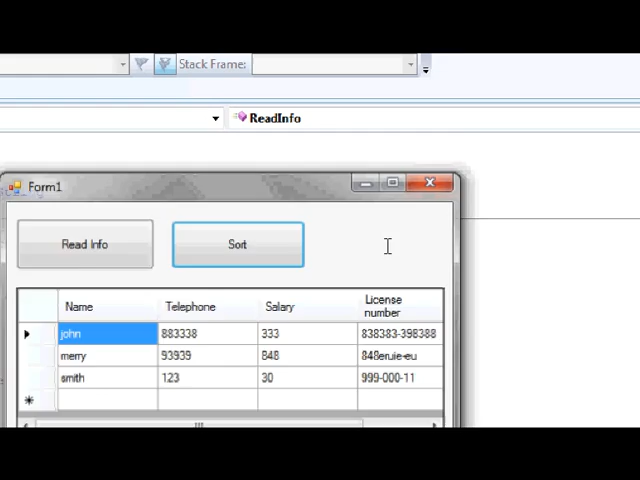 Stack Frame:
ReadInfo
Form1
Read Info
Sort
Name Telephone Salary License number
john 883338 333 838383-398388
merry 93939 848 848eruie-eu
smith 123 30 999-000-11